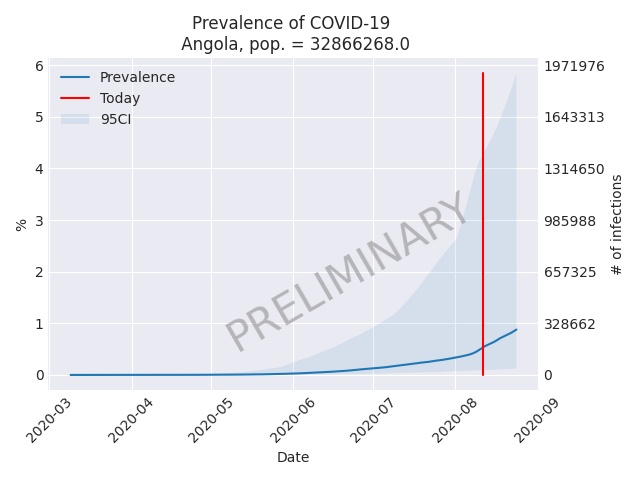 Prevalence of COVID-19
Angola, pop. = 32866268.0
Prevalence
Today
95CI
6
5
4
3
2
1
0
%
1971976
1643313
1314650
985988
657325
328662
0
# of infections
PRELIMINARY
2020-03
2020-04
2020-05
2020-06
2020-07
2020-08
2020-09
Date